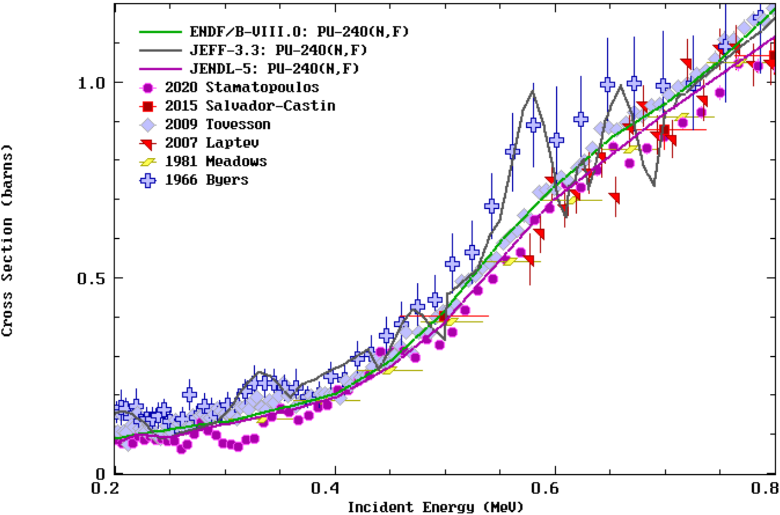 ENDF/B-VIII.0: PU-240(N,F)
JEFF-3.3: PU-240(N,F)
JENDL-5: PU-240(N,F)
2020 Stamatopoulos
2015 Salvador-Castin
2009 Tovesson
2007 Laptev
1981 Meadows
1966 Byers
Cross Section (barns)
1.0
0.5
0
0.2 0.4 0.6 0.8
Incident Energy (MeV)